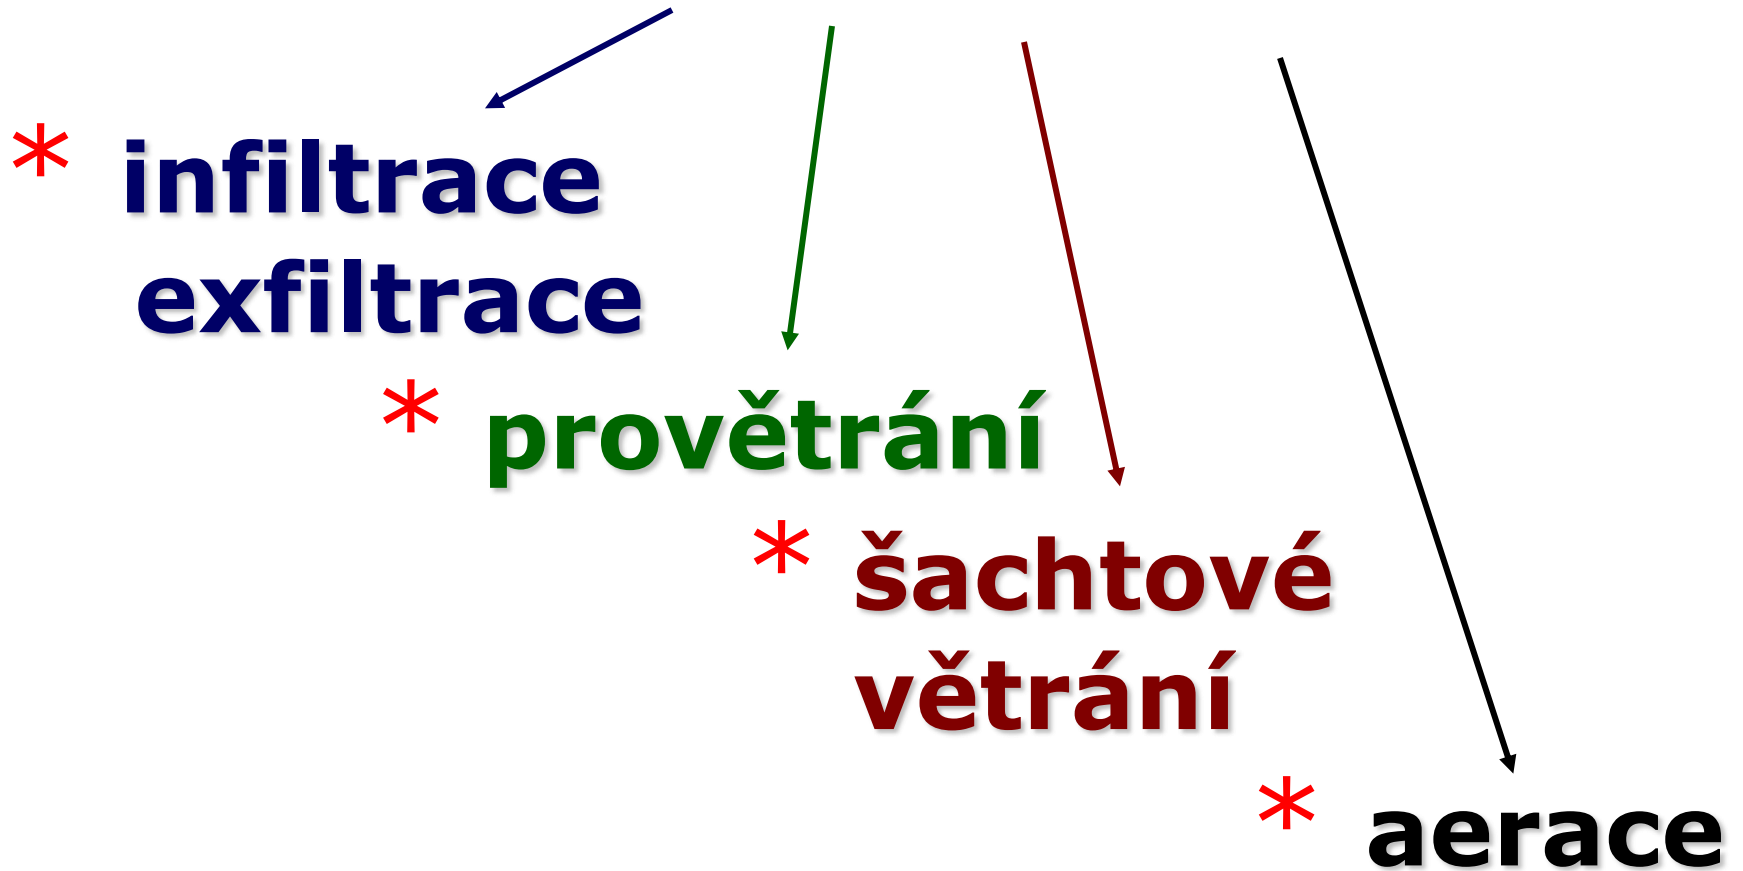 * infiltrace
exfiltrace
* provětrání
* šachtové
větrání
* aerace